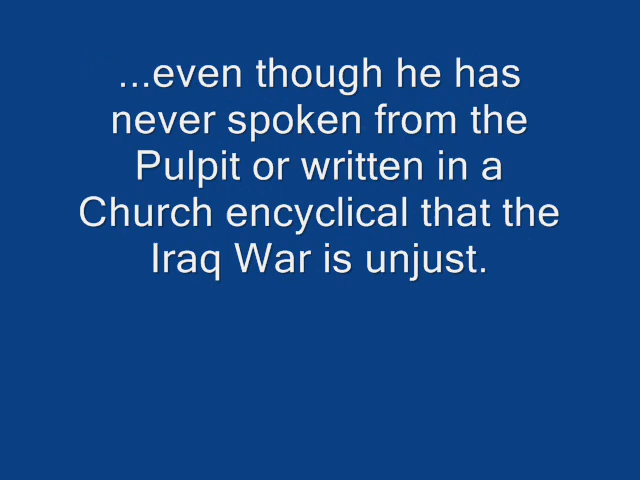 ...even though he has
never spoken from the
Pulpit or written in a
Church encyclical that the
Iraq War is unjust.